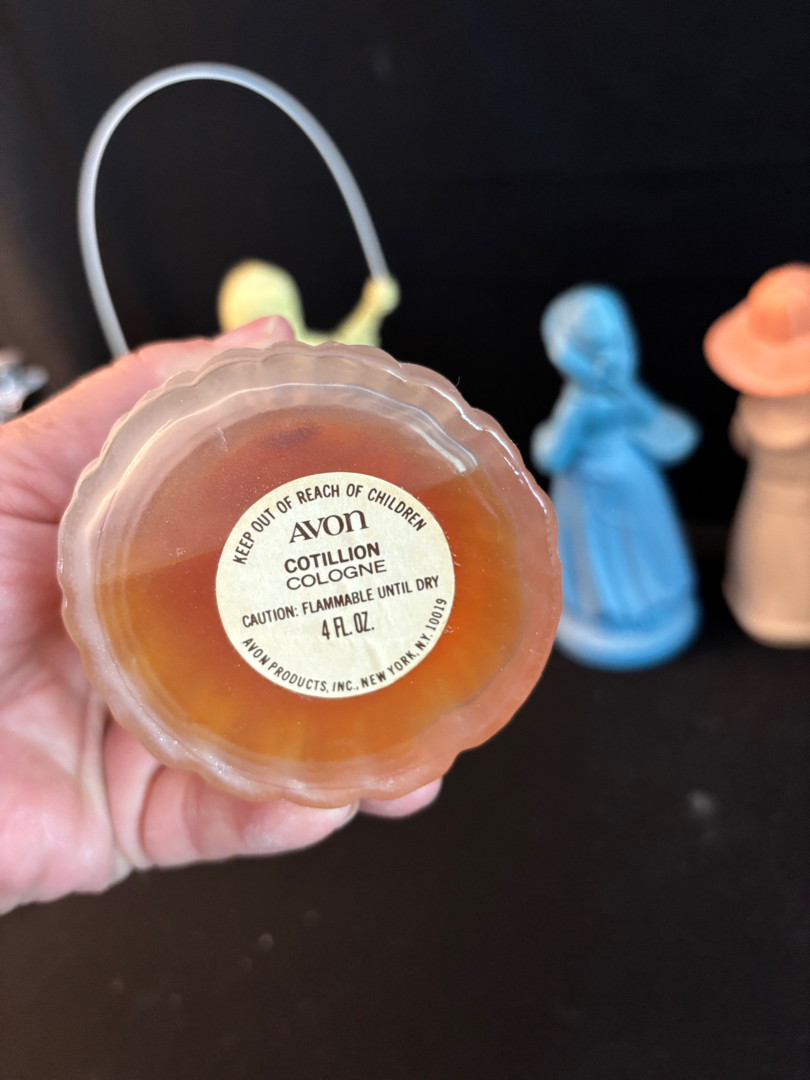 KEEP OUT OF REACH OF CHILDREN
AVON
COTILLION
COLOGNE
CAUTION: FLAMMABLE UNTIL DRY
4 FL. OZ.
AVON PRODUCTS, INC., NEW YORK, N.Y. 10019